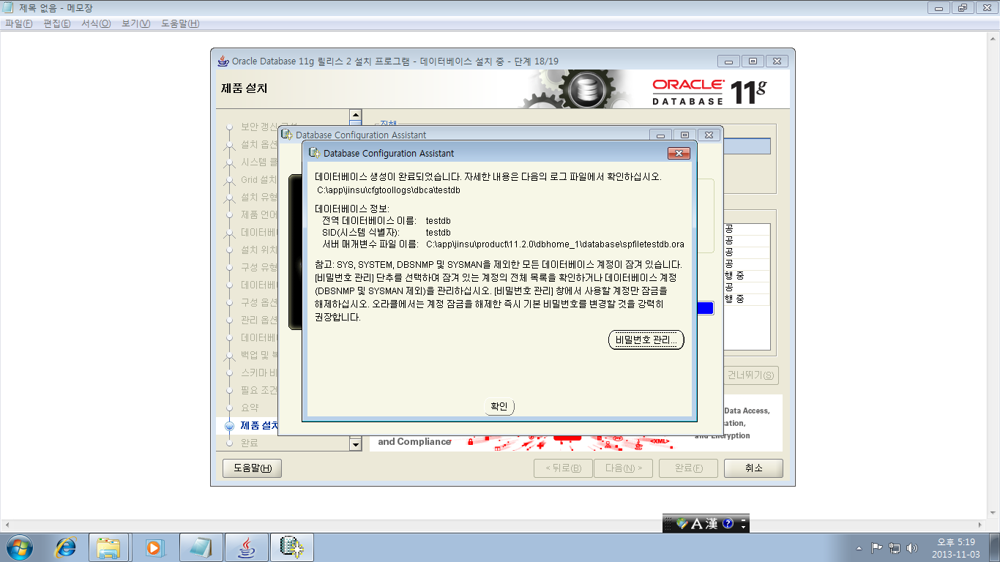 제목 없음 - 메모장
파일(F) 편집(E) 서식(O) 보기(V) 도움말(H)
Oracle Database 11g 릴리스 2 설치 프로그램 - 데이터베이스 설치 중 - 단계 18/19
제품 설치
ORACLE
DATABASE 11g
보안 갱신
설치 옵션
시스템
Grid 설치
설치 유형
제품 언어
데이터베
설치 위치
구성 유형
데이터베
구성 옵션
관리 옵션
데이터베
백업 및
스키마
필요 조건
요약
제품 설치
완료
진행
Database Configuration Assistant
Database Configuration Assistant
데이터베이스 생성이 완료되었습니다. 자세한 내용은 다음의 로그 파일에서 확인하십시오.
C:\app\jinsu\cfgtoollogs\dbca\testdb
데이터베이스 정보:
전역 데이터베이스 이름: testdb
SID(시스템 식별자): testdb
서버 매개변수 파일 이름: C:\app\jinsu\product\11.2.0\dbhome_1\database\spfiletestdb.ora
참고: SYS, SYSTEM, DBSNMP 및 SYSMAN을 제외한 모든 데이터베이스 계정이 잠겨 있습니다.
[비밀번호 관리] 단추를 선택하여 잠겨 있는 계정의 전체 목록을 확인하거나 데이터베이스 계정
(DBSNMP 및 SYSMAN 제외)을 관리하십시오. [비밀번호 관리] 창에서 사용할 계정만 잠금을
해제하십시오. 오라클에서는 계정 잠금을 해제한 즉시 기본 비밀번호를 변경할 것을 강력히
권장합니다.
비밀번호 관리...
확인
공
공
공
공
행 중
공
행 중
건너뛰기(S)
Data Access,
ation,
and Encryption
and Compliance
<XML>
도움말(H)
< 뒤로(B)
다음(N) >
완료(F)
취소
A 漢
오후 5:19
2013-11-03